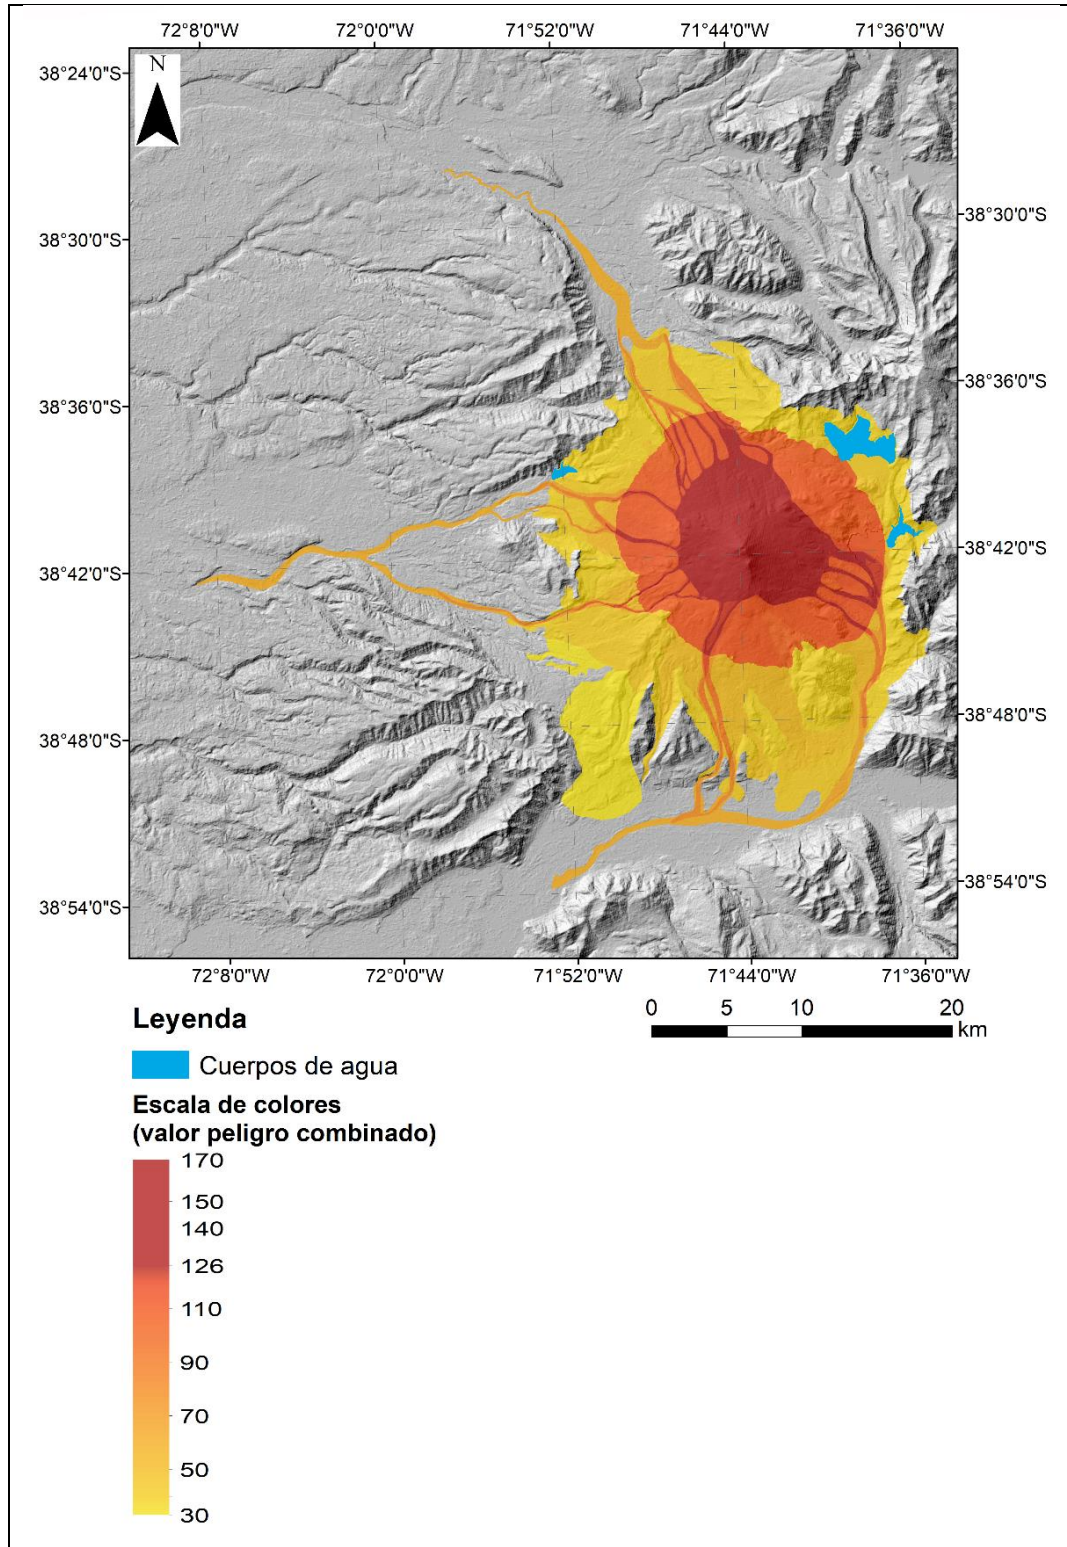 72°8'0"W 72°0'0"W 71°52'0"W 71°44'0"W 71°36'0"W
38°24'0"S
N
38°30'0"S
38°30'0"S
38°36'0"S
38°36'0"S
38°42'0"S
38°42'0"S
38°48'0"S
38°48'0"S
38°54'0"S
38°54'0"S
72°8'0"W 72°0'0"W 71°52'0"W 71°44'0"W 71°36'0"W
Leyenda
0 5 10 20
km
Cuerpos de agua
Escala de colores
(valor peligro combinado)
170
150
140
126
110
90
70
50
30